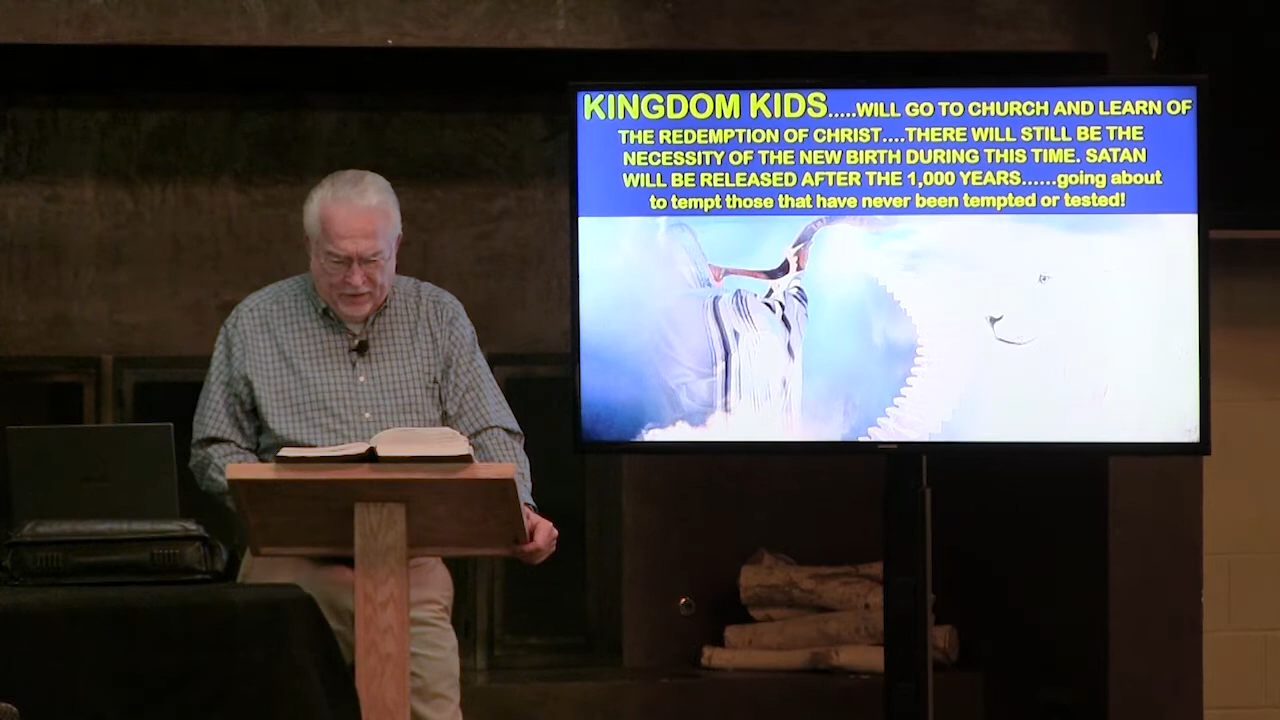 KINGDOM KIDS.....WILL GO TO CHURCH AND LEARN OF
THE REDEMPTION OF CHRIST....THERE WILL STILL BE THE
NECESSITY OF THE NEW BIRTH DURING THIS TIME. SATAN
WILL BE RELEASED AFTER THE 1,000 YEARS......going about
to tempt those that have never been tempted or tested!